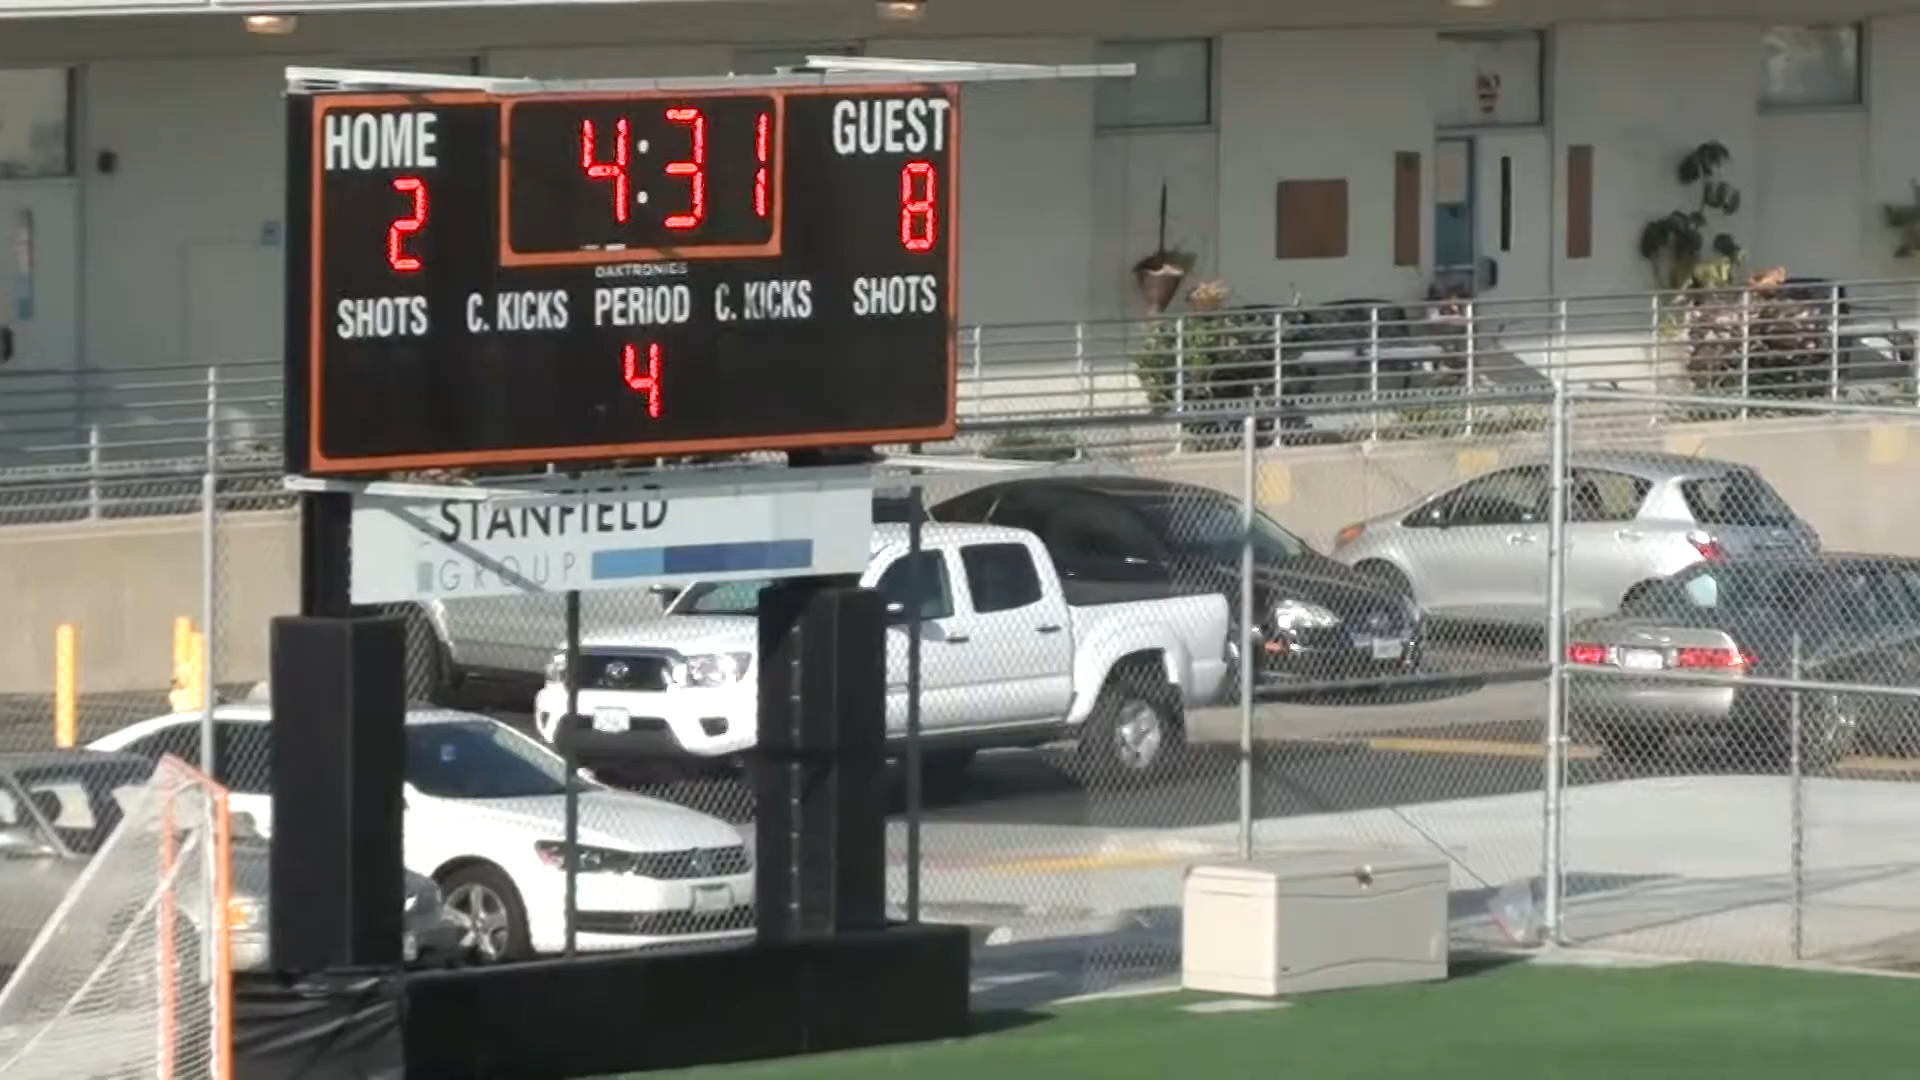 HOME 4:31 GUEST
2 8
DAKTRONICS
SHOTS C. KICKS PERIOD C. KICKS SHOTS
4
STANFIELD
GROUP